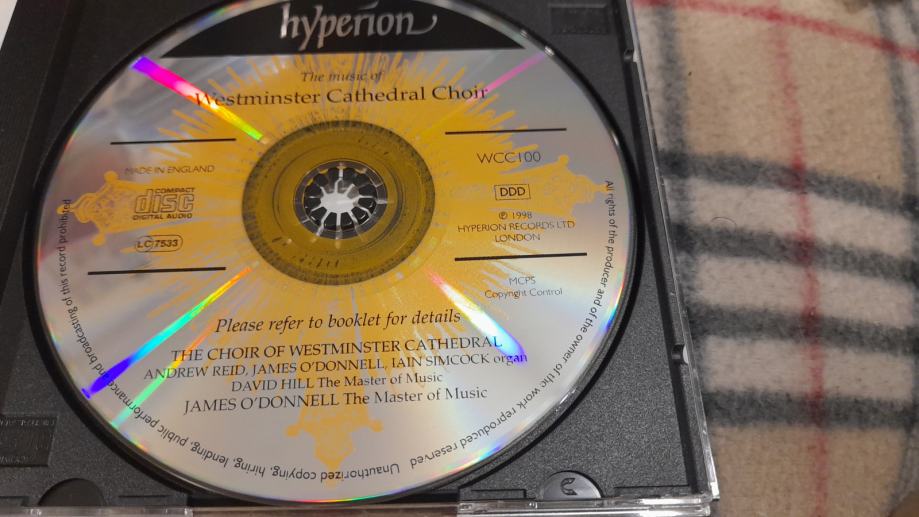 hyperion
The music of
Westminster Cathedral Choir
MADE IN ENGLAND
COMPACT
disc
DIGITAL AUDIO
LC 7533
WCC100
DDD
℗ 1998
HYPERION RECORDS LTD
LONDON
MCPS
Copyright Control
Please refer to booklet for details
THE CHOIR OF WESTMINSTER CATHEDRAL
ANDREW REID, JAMES O'DONNELL, IAIN SIMCOCK organ
DAVID HILL The Master of Music
JAMES O'DONNELL The Master of Music
All rights of the producer and of the owner of the work reproduced reserved Unauthorized copying, hiring, lending, public performance and broadcasting of this record prohibited